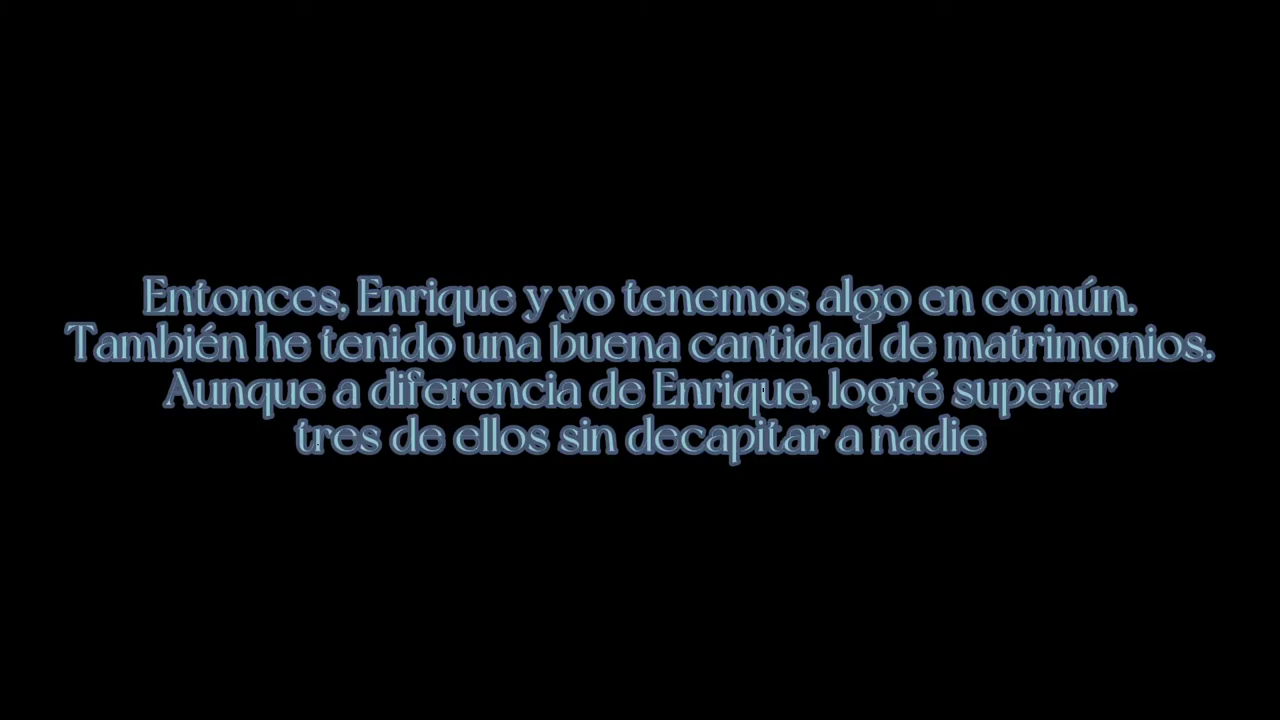 Entonces, Enrique y yo tenemos algo en común.
También he tenido una buena cantidad de matrimonios.
Aunque a diferencia de Enrique, logré superar
tres de ellos sin decapitar a nadie